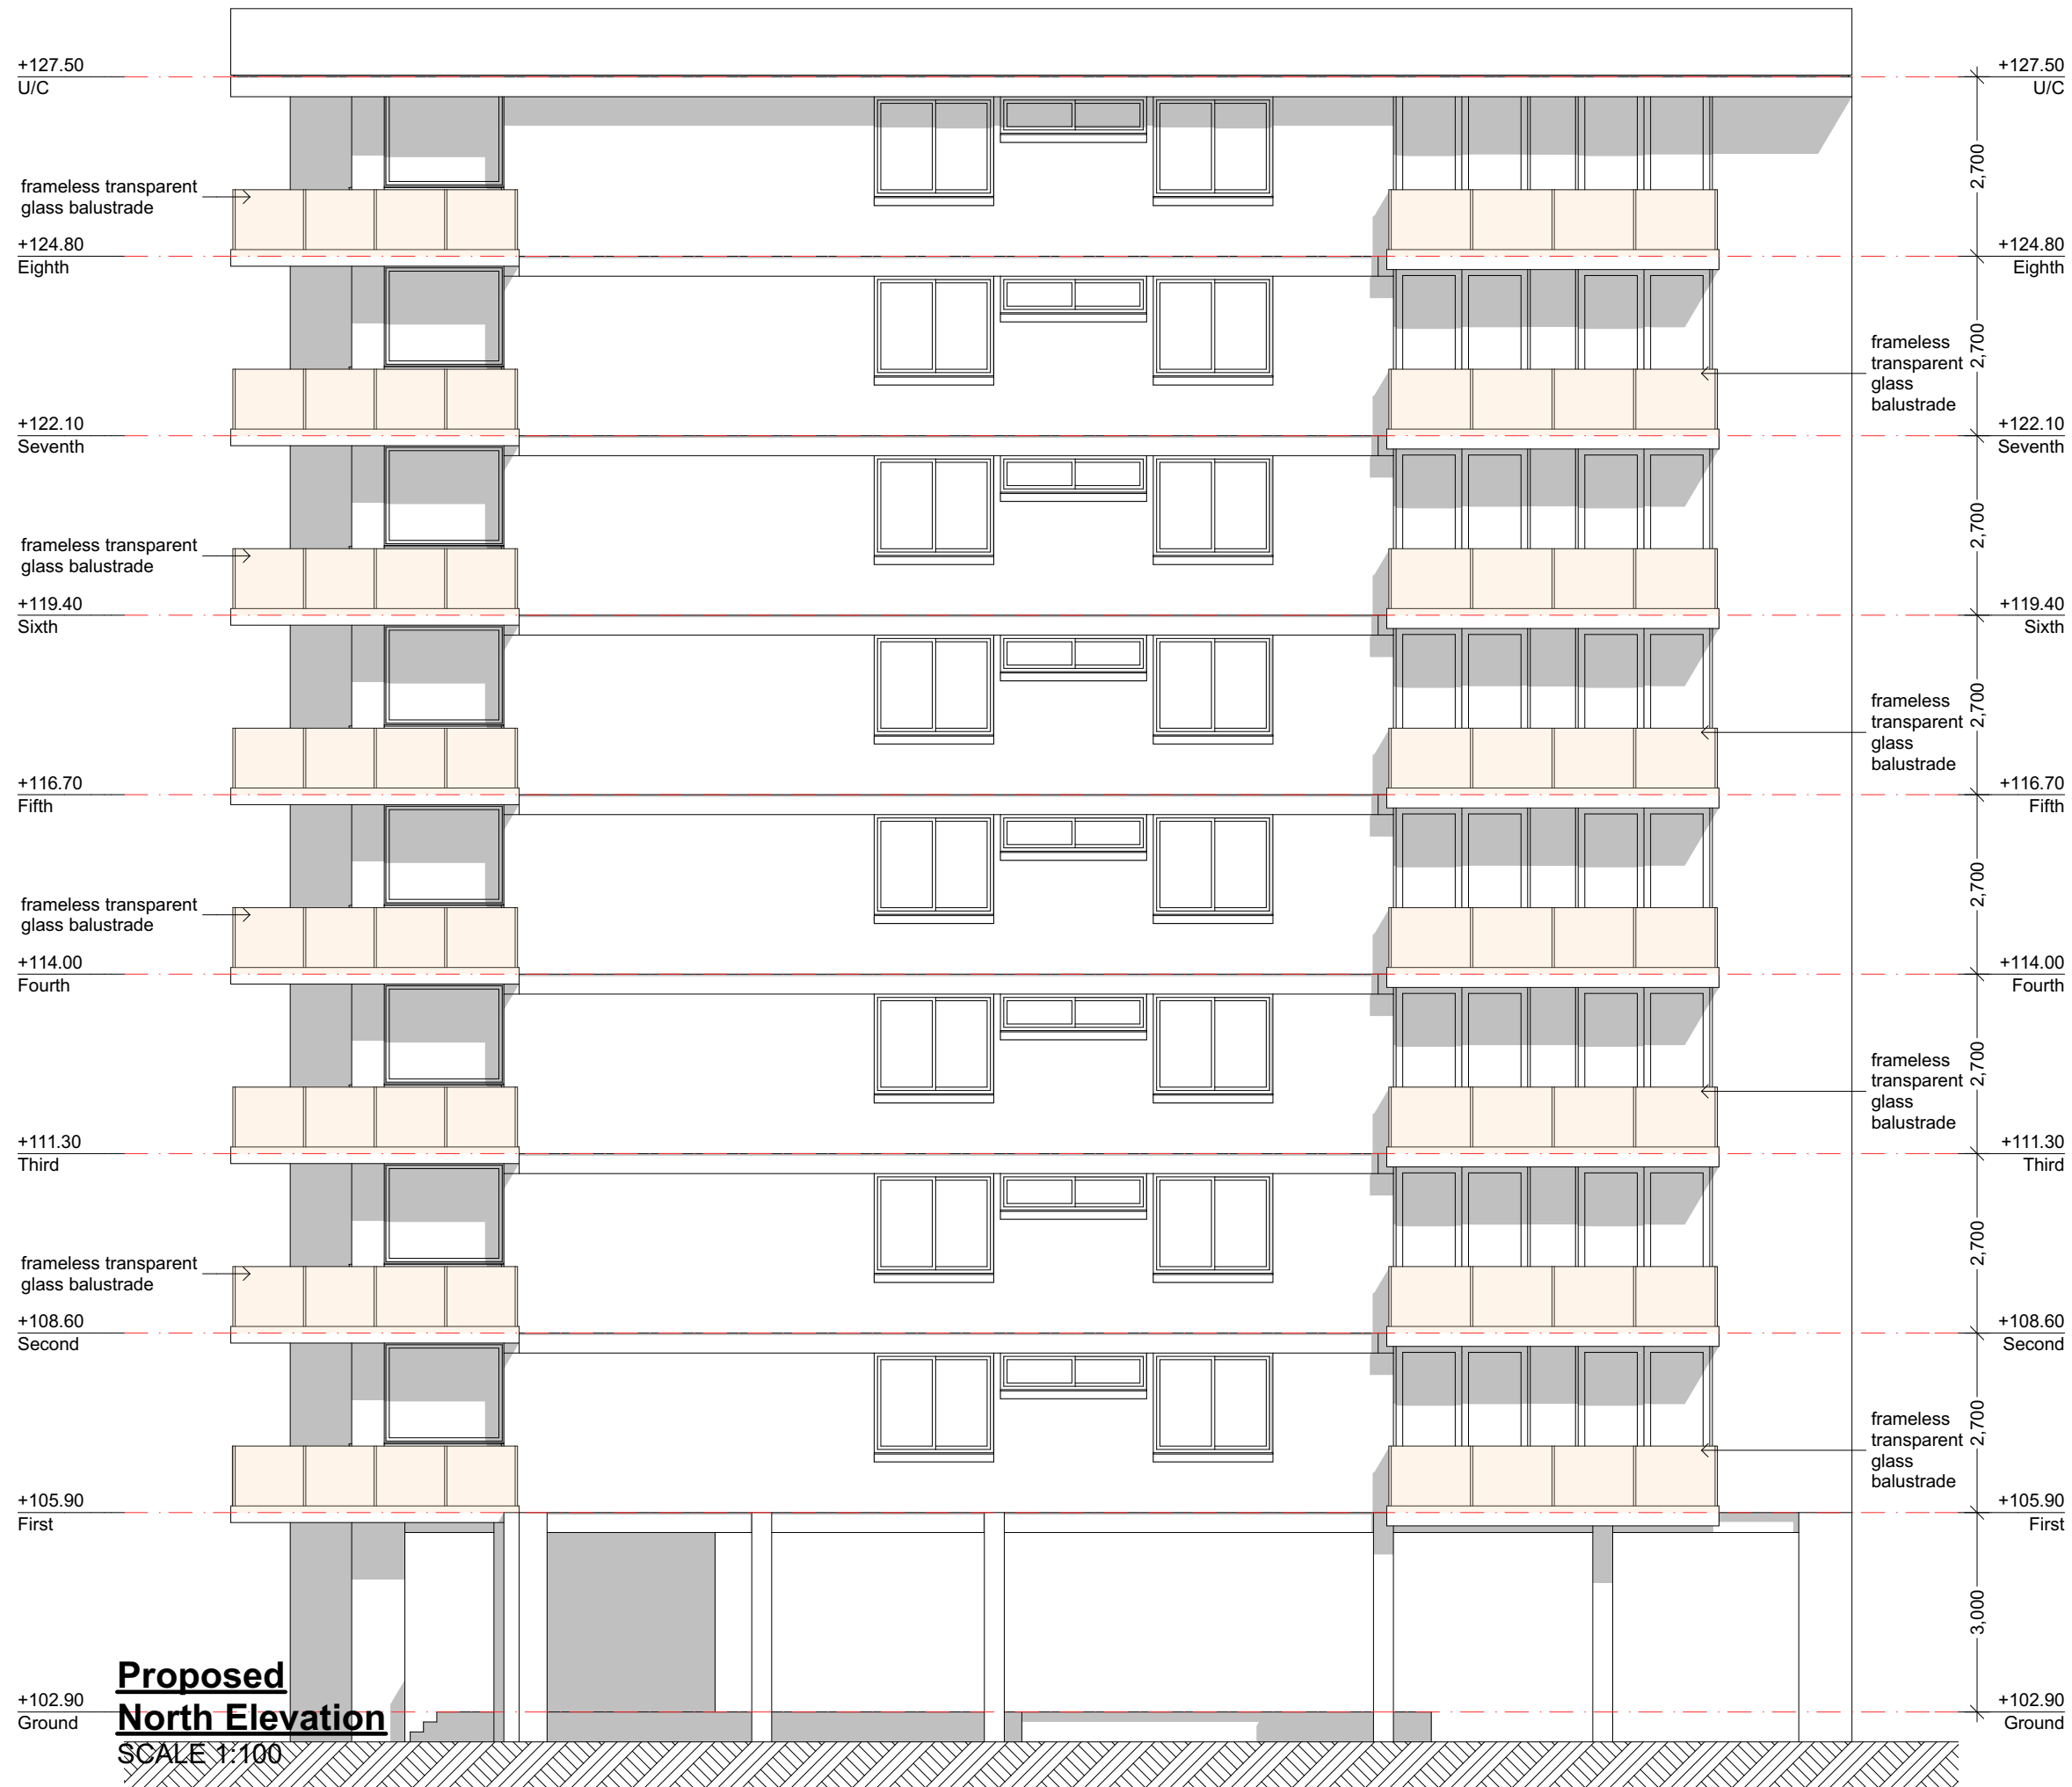 +127.50
U/C
+127.50
U/C
2,700
frameless transparent
glass balustrade
+124.80
Eighth
+124.80
Eighth
2,700
frameless
transparent
glass
balustrade
+122.10
Seventh
+122.10
Seventh
2,700
frameless transparent
glass balustrade
+119.40
Sixth
+119.40
Sixth
2,700
frameless
transparent
glass
balustrade
+116.70
Fifth
+116.70
Fifth
2,700
frameless transparent
glass balustrade
+114.00
Fourth
+114.00
Fourth
2,700
frameless
transparent
glass
balustrade
+111.30
Third
+111.30
Third
2,700
frameless transparent
glass balustrade
+108.60
Second
+108.60
Second
2,700
frameless
transparent
glass
balustrade
+105.90
First
+105.90
First
3,000
Proposed
North Elevation
SCALE 1:100
+102.90
Ground
+102.90
Ground